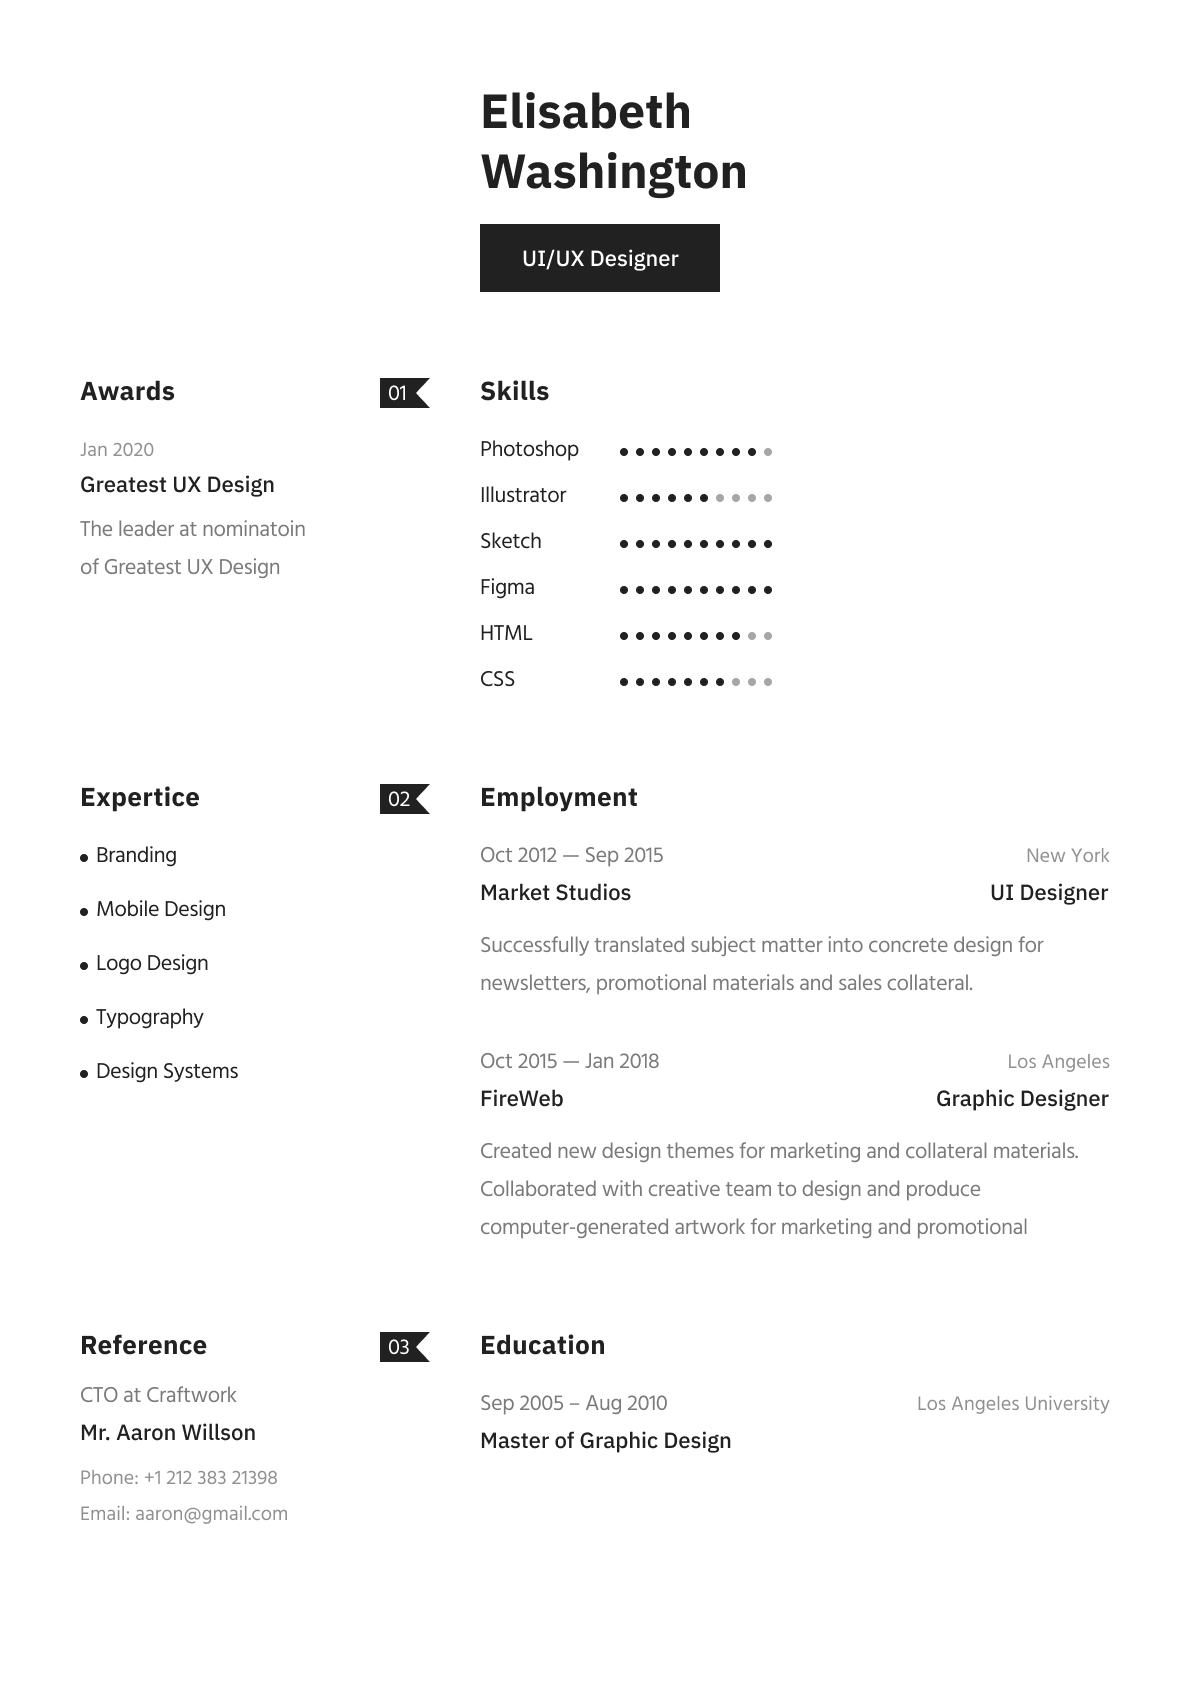 Elisabeth
Washington
UI/UX Designer
Awards
Jan 2020
Greatest UX Design
The leader at nominatoin
of Greatest UX Design
01
Skills
Photoshop
Illustrator
Sketch
Figma
HTML
CSS
Expertice
• Branding
• Mobile Design
• Logo Design
• Typography
• Design Systems
02
Employment
Oct 2012 — Sep 2015 New York
Market Studios UI Designer
Successfully translated subject matter into concrete design for
newsletters, promotional materials and sales collateral.
Oct 2015 — Jan 2018 Los Angeles
FireWeb Graphic Designer
Created new design themes for marketing and collateral materials.
Collaborated with creative team to design and produce
computer-generated artwork for marketing and promotional
Reference
CTO at Craftwork
Mr. Aaron Willson
Phone: +1 212 383 21398
Email: aaron@gmail.com
03
Education
Sep 2005 – Aug 2010 Los Angeles University
Master of Graphic Design